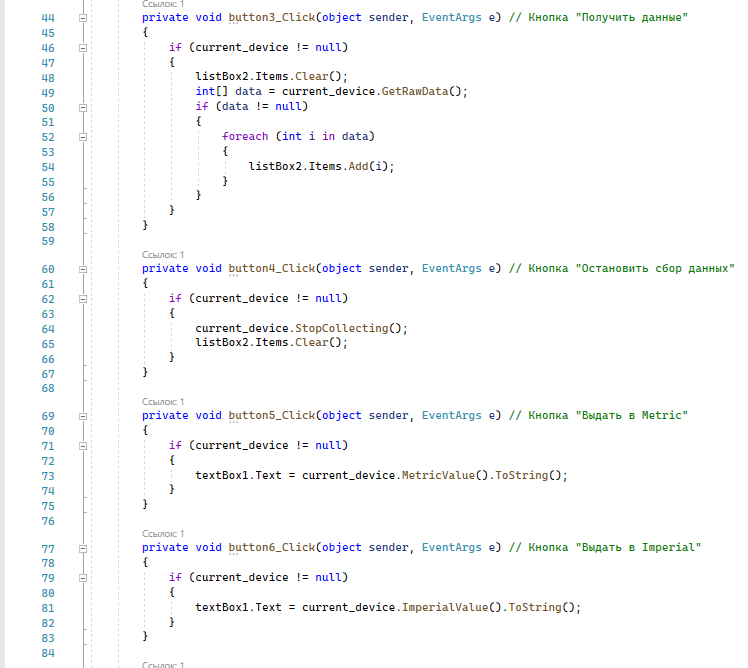 Ссылок: 1
44 private void button3_Click(object sender, EventArgs e) // Кнопка "Получить данные"
45 {
46 if (current_device != null)
47 {
48 listBox2.Items.Clear();
49 int[] data = current_device.GetRawData();
50 if (data != null)
51 {
52 foreach (int i in data)
53 {
54 listBox2.Items.Add(i);
55 }
56 }
57 }
58 }
59
Ссылок: 1
60 private void button4_Click(object sender, EventArgs e) // Кнопка "Остановить сбор данных"
61 {
62 if (current_device != null)
63 {
64 current_device.StopCollecting();
65 listBox2.Items.Clear();
66 }
67 }
68
Ссылок: 1
69 private void button5_Click(object sender, EventArgs e) // Кнопка "Выдать в Metric"
70 {
71 if (current_device != null)
72 {
73 textBox1.Text = current_device.MetricValue().ToString();
74 }
75 }
76
Ссылок: 1
77 private void button6_Click(object sender, EventArgs e) // Кнопка "Выдать в Imperial"
78 {
79 if (current_device != null)
80 {
81 textBox1.Text = current_device.ImperialValue().ToString();
82 }
83 }
84
Ссылок: 1